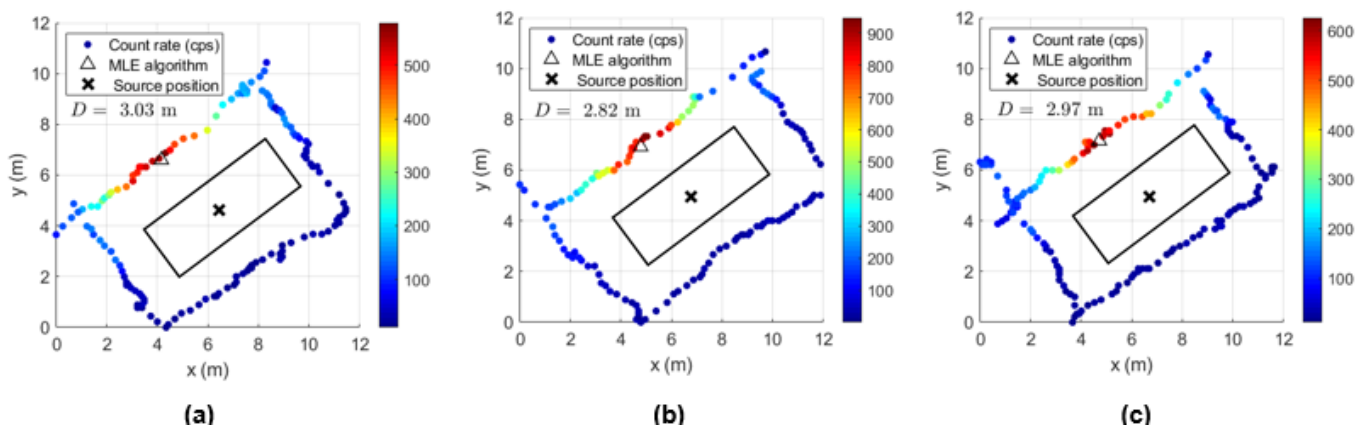 12
10
8
6
4
2
0
y (m)
Count rate (cps)
MLE algorithm
Source position
D = 3.03 m
0 2 4 6 8 10 12
x (m)
500
400
300
200
100
(a)
12
10
8
6
4
2
0
y (m)
Count rate (cps)
MLE algorithm
Source position
D = 2.82 m
0 2 4 6 8 10 12
x (m)
900
800
700
600
500
400
300
200
100
(b)
12
10
8
6
4
2
0
y (m)
Count rate (cps)
MLE algorithm
Source position
D = 2.97 m
0 2 4 6 8 10 12
x (m)
600
500
400
300
200
100
(c)